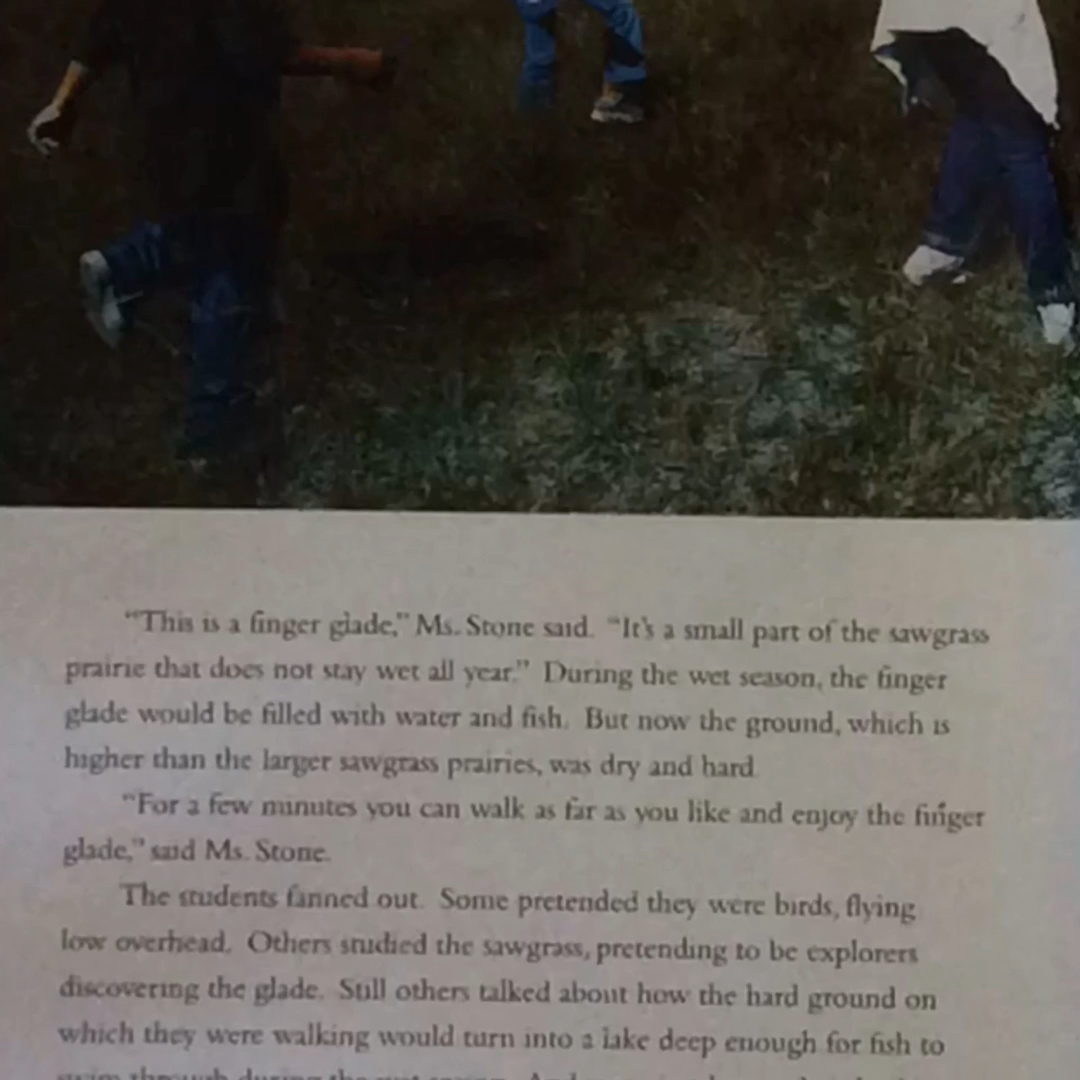 “This is a finger glade,” Ms. Stone said. “It’s a small part of the sawgrass
prairie that does not stay wet all year.” During the wet season, the finger
glade would be filled with water and fish. But now the ground, which is
higher than the larger sawgrass prairies, was dry and hard.
“For a few minutes you can walk as far as you like and enjoy the finger
glade,” said Ms. Stone.
The students fanned out. Some pretended they were birds, flying
low overhead. Others studied the sawgrass, pretending to be explorers
discovering the glade. Still others talked about how the hard ground on
which they were walking would turn into a lake deep enough for fish to
swim through during the wet season.